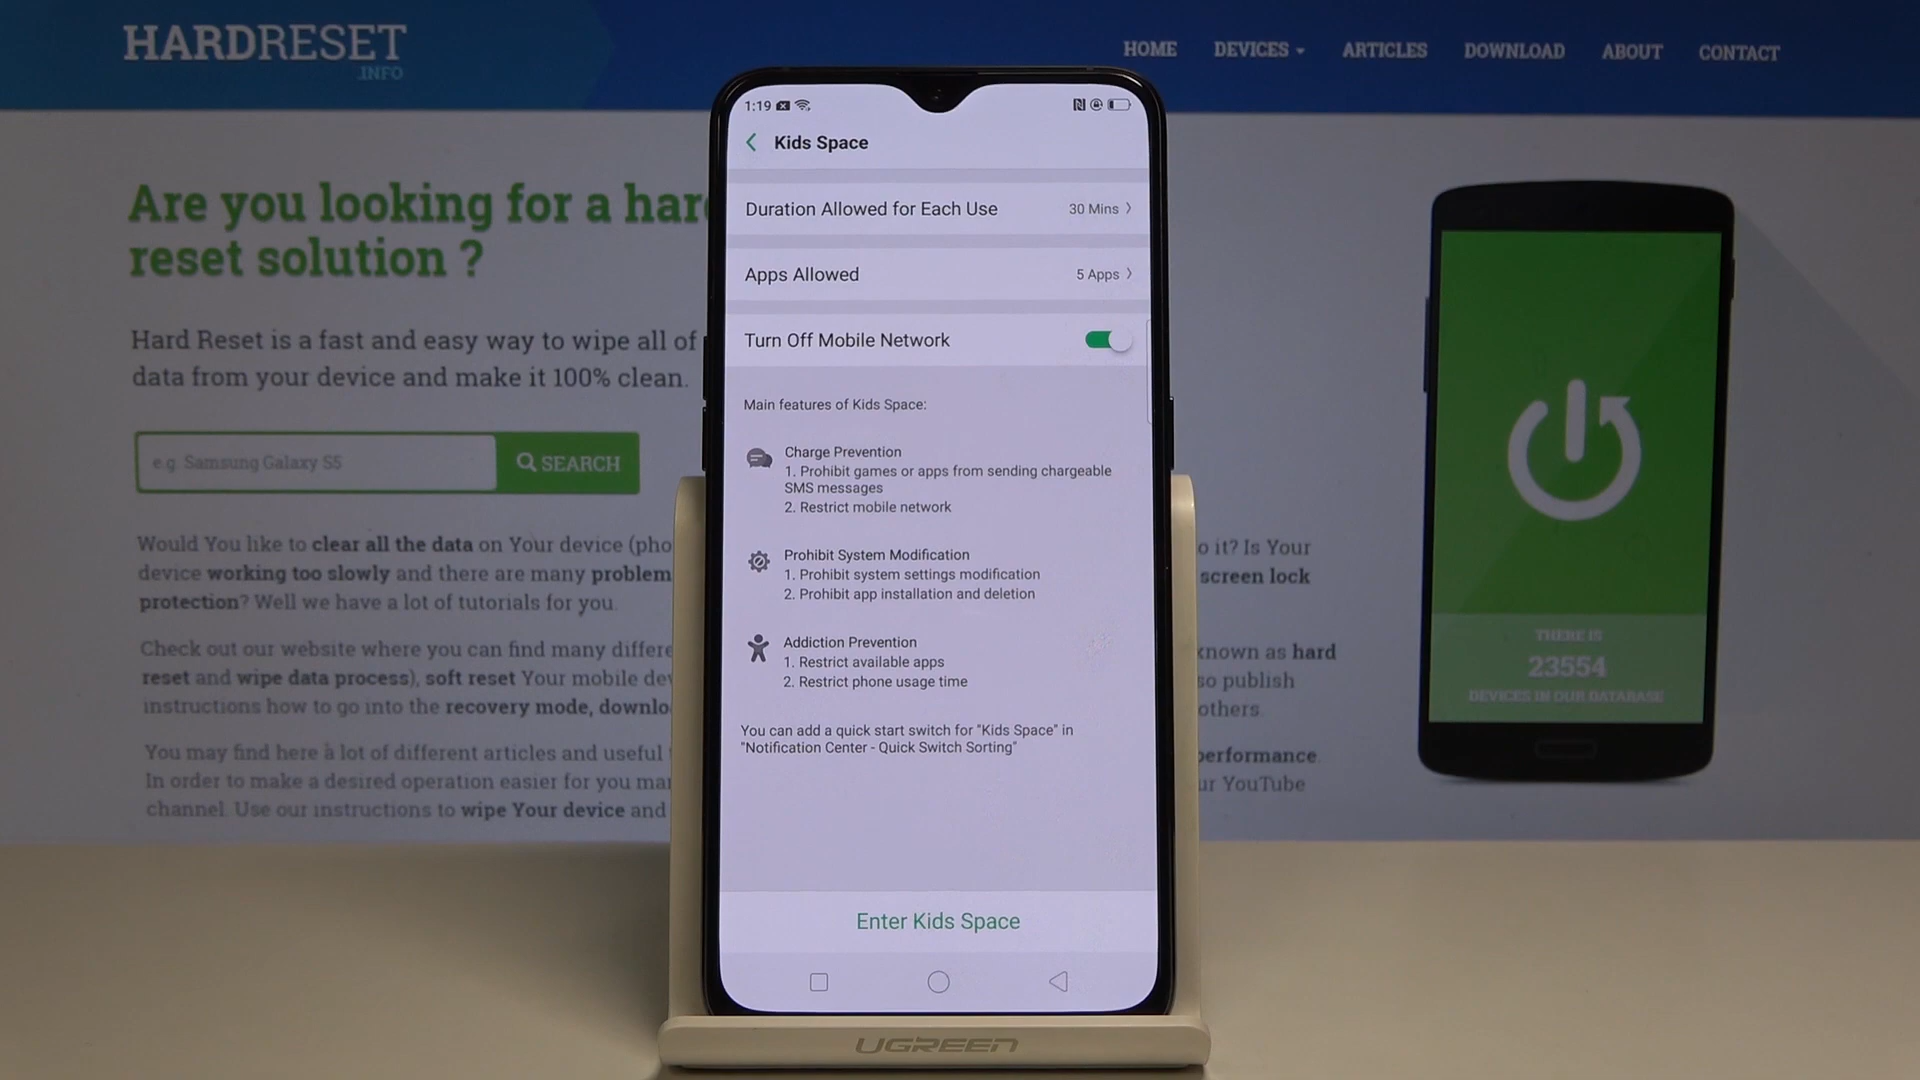 HARDRESET
.INFO
HOME DEVICES ARTICLES DOWNLOAD ABOUT CONTACT
Are you looking for a har
reset solution ?
Hard Reset is a fast and easy way to wipe all of
data from your device and make it 100% clean.
e.g. Samsung Galaxy S5
SEARCH
Would You like to clear all the data on Your device (pho
device working too slowly and there are many problem
protection? Well we have a lot of tutorials for you.
Check out our website where you can find many differe
reset and wipe data process), soft reset Your mobile de
instructions how to go into the recovery mode, downlo
You may find here a lot of different articles and useful
In order to make a desired operation easier for you ma
channel. Use our instructions to wipe Your device and
o it? Is Your
screen lock
known as hard
so publish
others.
performance.
ur YouTube
THERE IS
23554
DEVICES IN OUR DATABASE
1:19
Kids Space
Duration Allowed for Each Use 30 Mins
Apps Allowed 5 Apps
Turn Off Mobile Network
Main features of Kids Space:
Charge Prevention
1. Prohibit games or apps from sending chargeable
SMS messages
2. Restrict mobile network
Prohibit System Modification
1. Prohibit system settings modification
2. Prohibit app installation and deletion
Addiction Prevention
1. Restrict available apps
2. Restrict phone usage time
You can add a quick start switch for "Kids Space" in
"Notification Center - Quick Switch Sorting"
Enter Kids Space
UGREEN